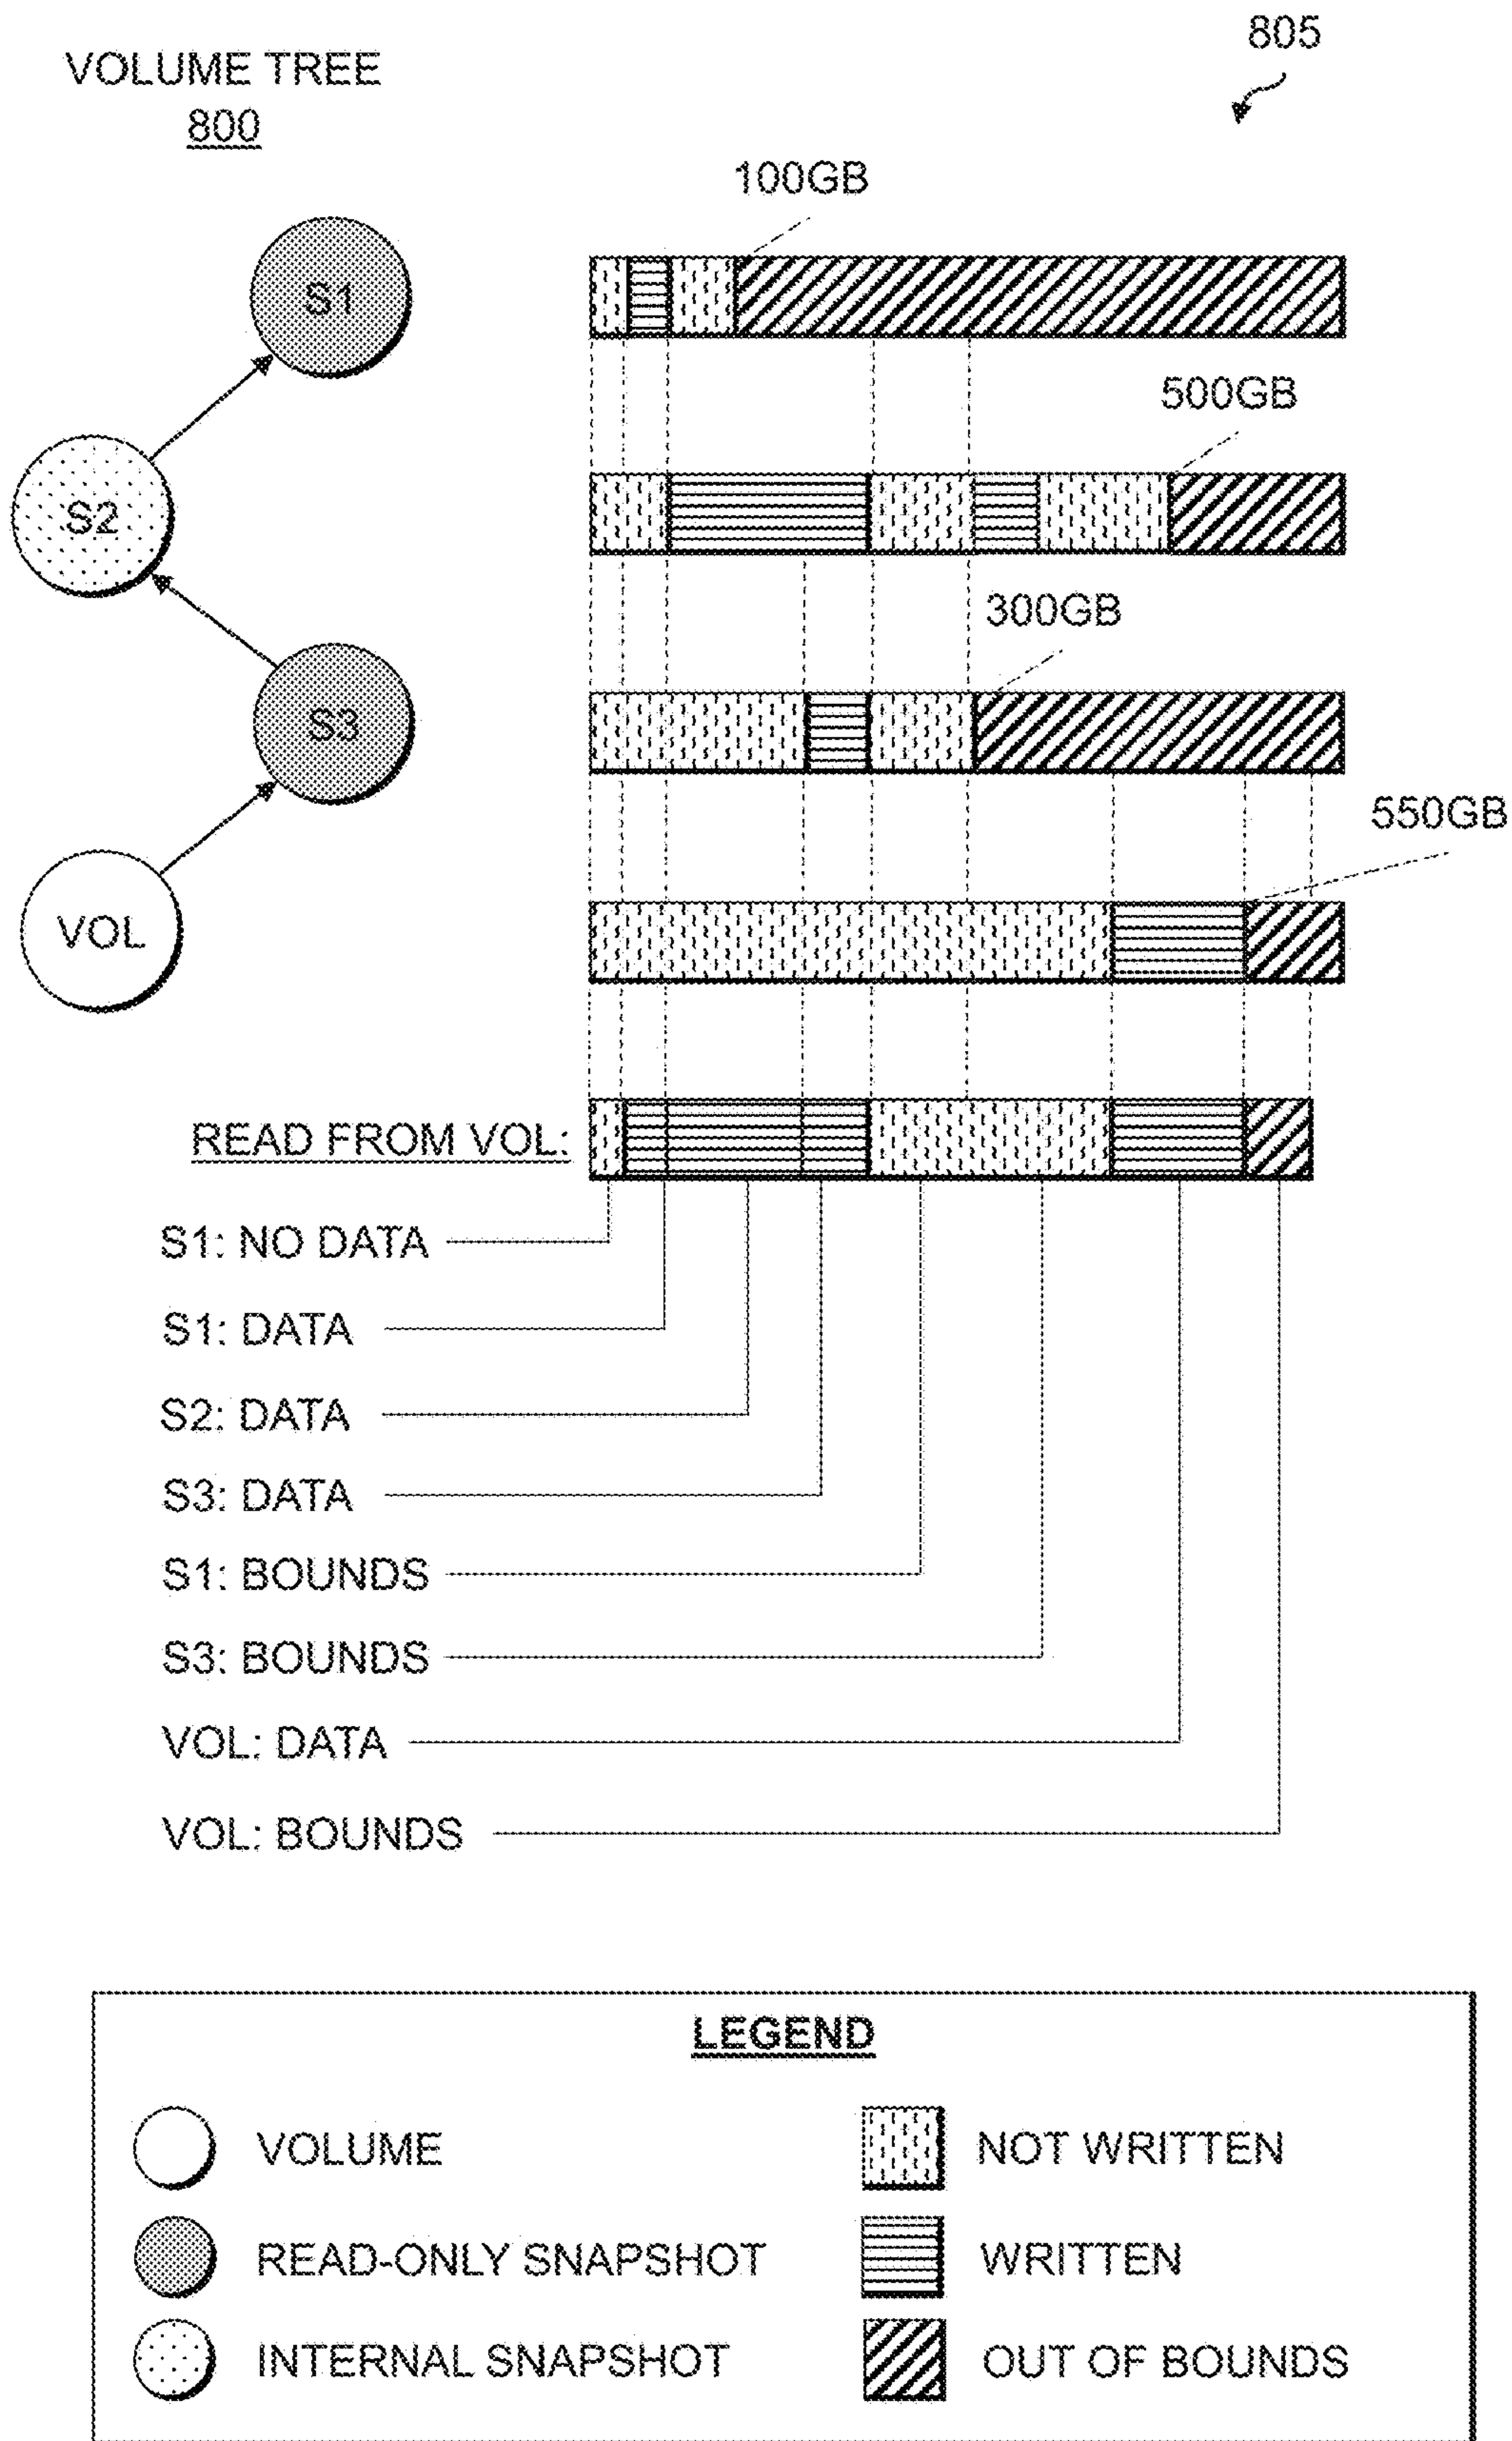 805
VOLUME TREE
800
100GB
S1
500GB
S2
300GB
S3
550GB
VOL
READ FROM VOL:
S1: NO DATA
S1: DATA
S2: DATA
S3: DATA
S1: BOUNDS
S3: BOUNDS
VOL: DATA
VOL: BOUNDS
LEGEND
VOLUME
NOT WRITTEN
READ-ONLY SNAPSHOT
WRITTEN
INTERNAL SNAPSHOT
OUT OF BOUNDS